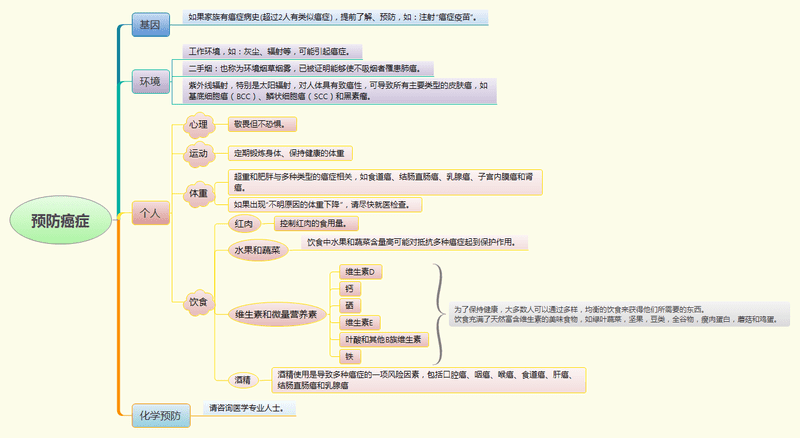 预防癌症
基因
如果家族有癌症病史(超过2人有类似癌症)，提前了解、预防，如：注射“癌症疫苗”。
环境
工作环境，如：灰尘、辐射等，可能引起癌症。
二手烟：也称为环境烟草烟雾，已被证明能够使不吸烟者罹患肺癌。
紫外线辐射，特别是太阳辐射，对人体具有致癌性，可导致所有主要类型的皮肤癌，如
基底细胞癌（BCC）、鳞状细胞癌（SCC）和黑素瘤。
个人
心理
敬畏但不恐惧。
运动
定期锻炼身体、保持健康的体重
体重
超重和肥胖与多种类型的癌症相关，如食道癌、结肠直肠癌、乳腺癌、子宫内膜癌和肾
癌。
如果出现“不明原因的体重下降”，请尽快就医检查。
饮食
红肉
控制红肉的食用量。
水果和蔬菜
饮食中水果和蔬菜含量高可能对抵抗多种癌症起到保护作用。
维生素和微量营养素
维生素D
钙
硒
维生素E
叶酸和其他B族维生素
铁
为了保持健康，大多数人可以通过多样，均衡的饮食来获得他们所需要的东西。
饮食充满了天然富含维生素的美味食物，如绿叶蔬菜，坚果，豆类，全谷物，瘦肉蛋白，蘑菇和鸡蛋。
酒精
酒精使用是导致多种癌症的一项风险因素，包括口腔癌、咽癌、喉癌、食道癌、肝癌、
结肠直肠癌和乳腺癌
化学预防
请咨询医学专业人士。